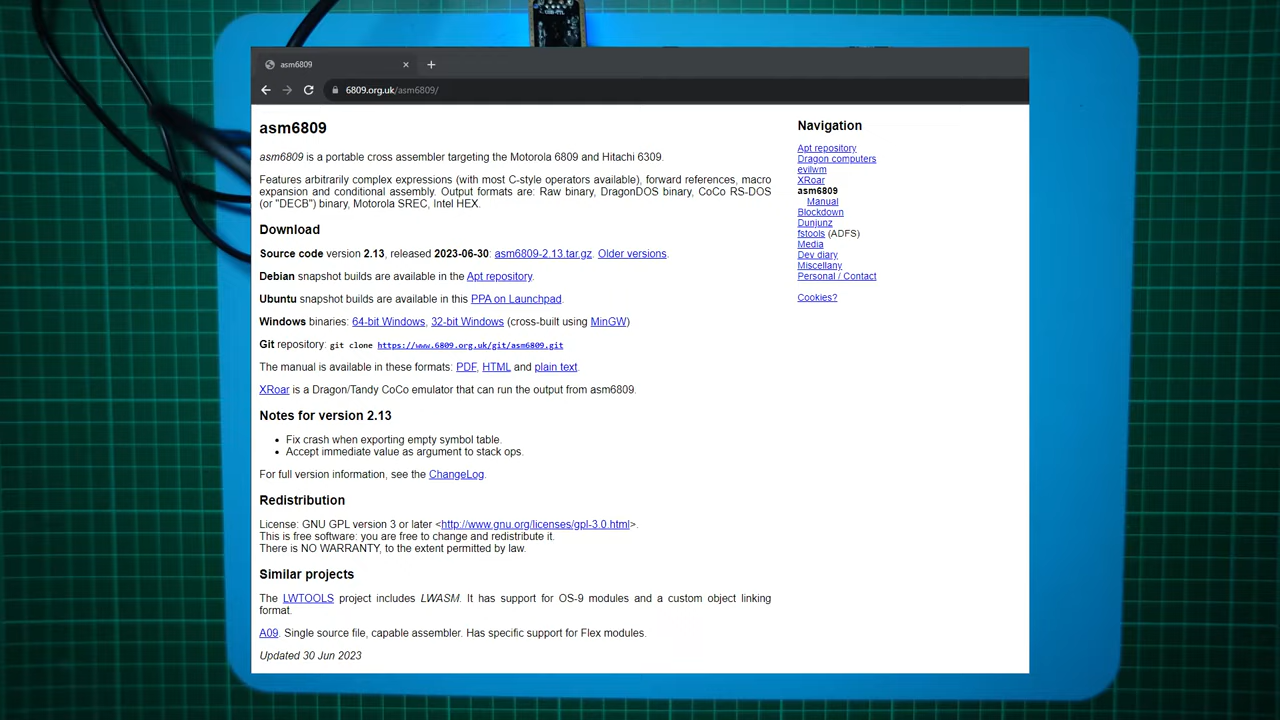 asm6809
6809.org.uk/asm6809/
asm6809
asm6809 is a portable cross assembler targeting the Motorola 6809 and Hitachi 6309.
Features arbitrarily complex expressions (with most C-style operators available), forward references, macro
expansion and conditional assembly. Output formats are: Raw binary, DragonDOS binary, CoCo RS-DOS
(or "DECB") binary, Motorola SREC, Intel HEX.
Download
Source code version 2.13, released 2023-06-30: asm6809-2.13.tar.gz. Older versions.
Debian snapshot builds are available in the Apt repository.
Ubuntu snapshot builds are available in this PPA on Launchpad.
Windows binaries: 64-bit Windows, 32-bit Windows (cross-built using MinGW)
Git repository: git clone https://www.6809.org.uk/git/asm6809.git
The manual is available in these formats: PDF, HTML and plain text.
XRoar is a Dragon/Tandy CoCo emulator that can run the output from asm6809.
Notes for version 2.13
• Fix crash when exporting empty symbol table.
• Accept immediate value as argument to stack ops.
For full version information, see the ChangeLog.
Redistribution
License: GNU GPL version 3 or later <http://www.gnu.org/licenses/gpl-3.0.html>.
This is free software: you are free to change and redistribute it.
There is NO WARRANTY, to the extent permitted by law.
Similar projects
The LWTOOLS project includes LWASM. It has support for OS-9 modules and a custom object linking
format.
A09. Single source file, capable assembler. Has specific support for Flex modules.
Updated 30 Jun 2023
Navigation
Apt repository
Dragon computers
evilwm
XRoar
asm6809
Manual
Blockdown
Dunjunz
fstools (ADFS)
Media
Dev diary
Miscellany
Personal / Contact
Cookies?